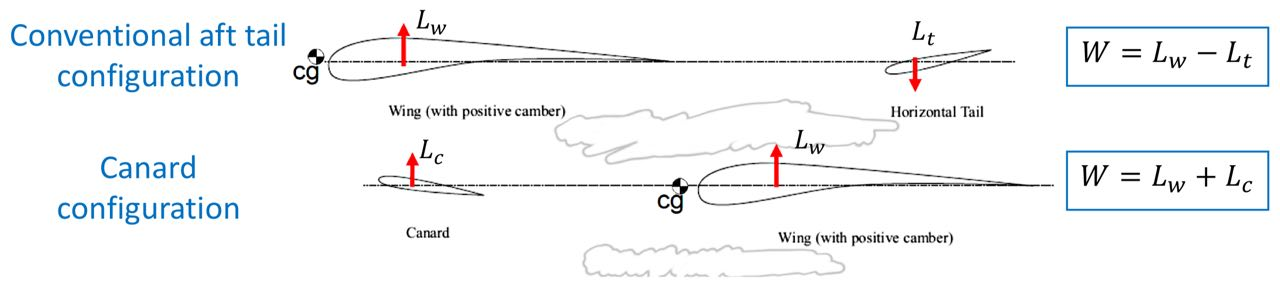 Conventional aft tail
configuration
cg
L_w
L_t
W = L_w − L_t
Wing (with positive camber)
Horizontal Tail
Canard
configuration
L_c
cg
L_w
W = L_w + L_c
Canard
Wing (with positive camber)